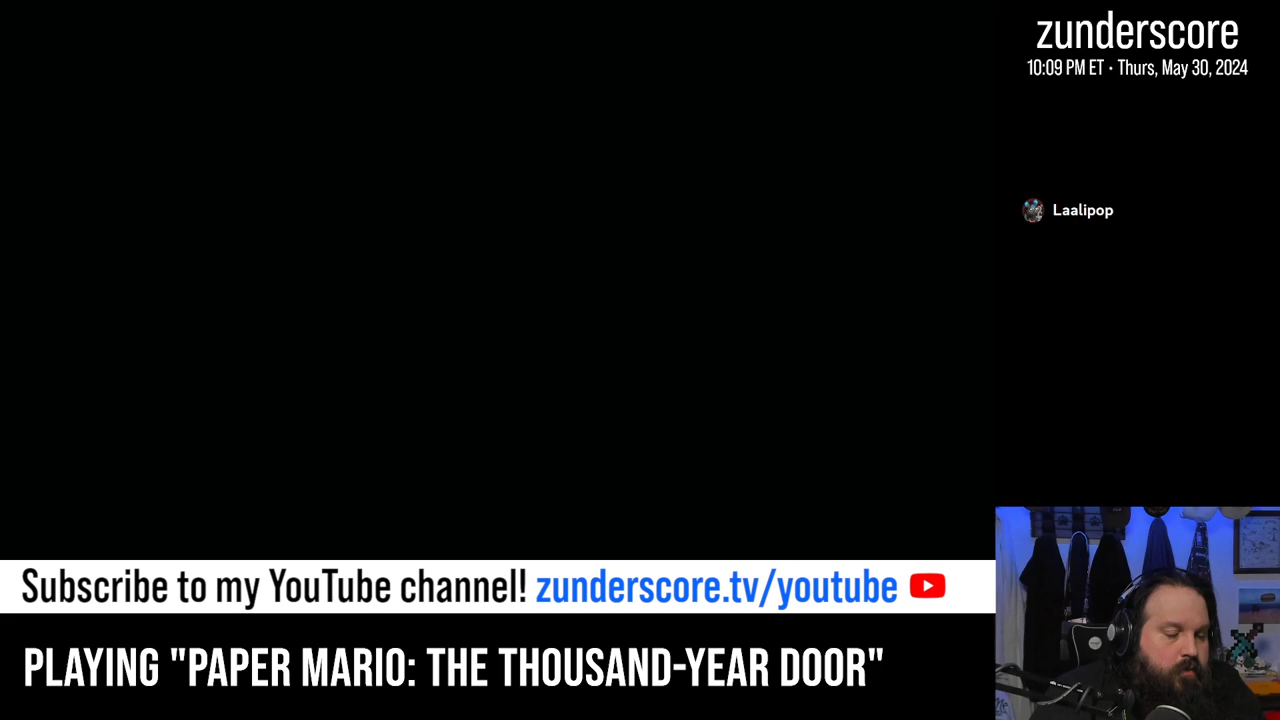 zunderscore
10:09 PM ET · Thurs, May 30, 2024
Laalipop
Subscribe to my YouTube channel! zunderscore.tv/youtube
PLAYING "PAPER MARIO: THE THOUSAND-YEAR DOOR"